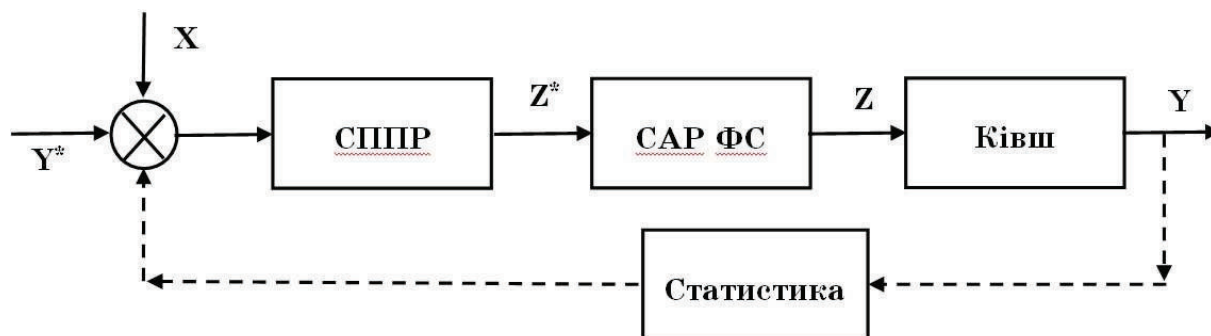 X
Y*
СППР
Z*
САР ФС
Z
Ківш
Y
Статистика